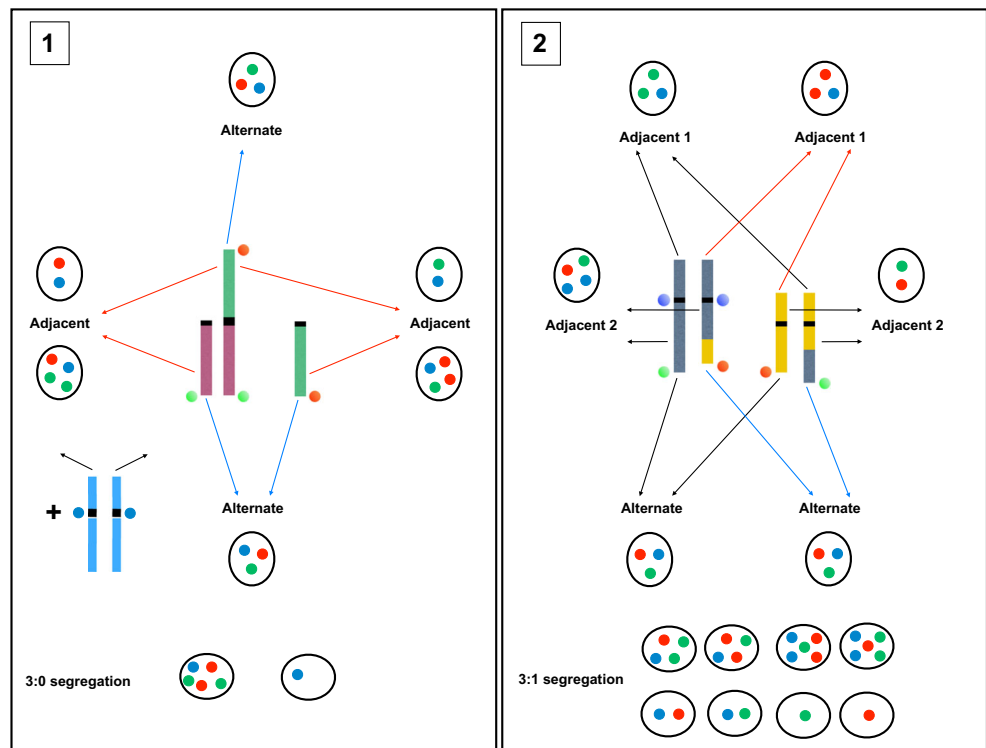 1
Alternate
Adjacent
Adjacent
+
Alternate
3:0 segregation
2
Adjacent 1
Adjacent 1
Adjacent 2
Adjacent 2
Alternate
Alternate
3:1 segregation